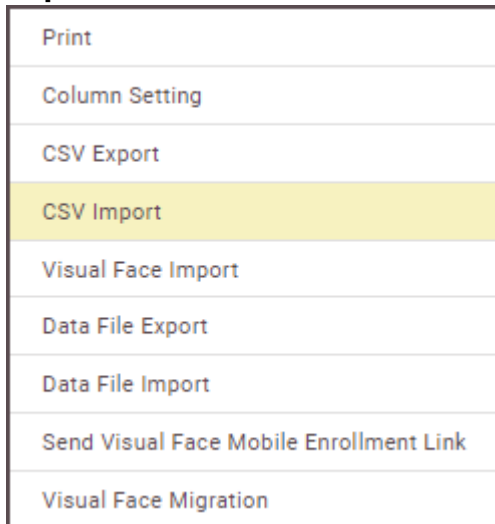 Print
Column Setting
CSV Export
CSV Import
Visual Face Import
Data File Export
Data File Import
Send Visual Face Mobile Enrollment Link
Visual Face Migration